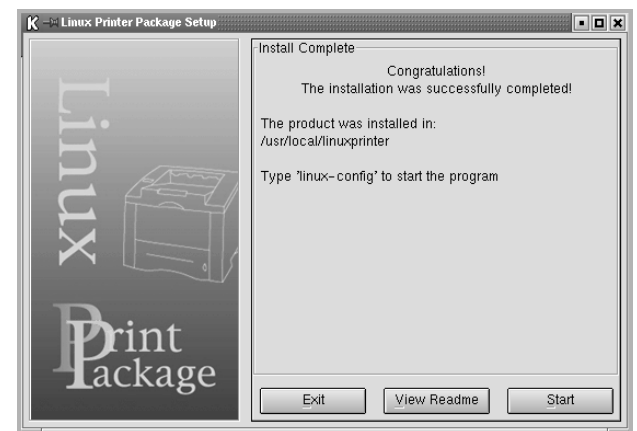 Linux Printer Package Setup
Install Complete
Congratulations!
The installation was successfully completed!
The product was installed in:
/usr/local/linuxprinter
Type 'linux-config' to start the program
Linux
Print
Package
Exit
View Readme
Start